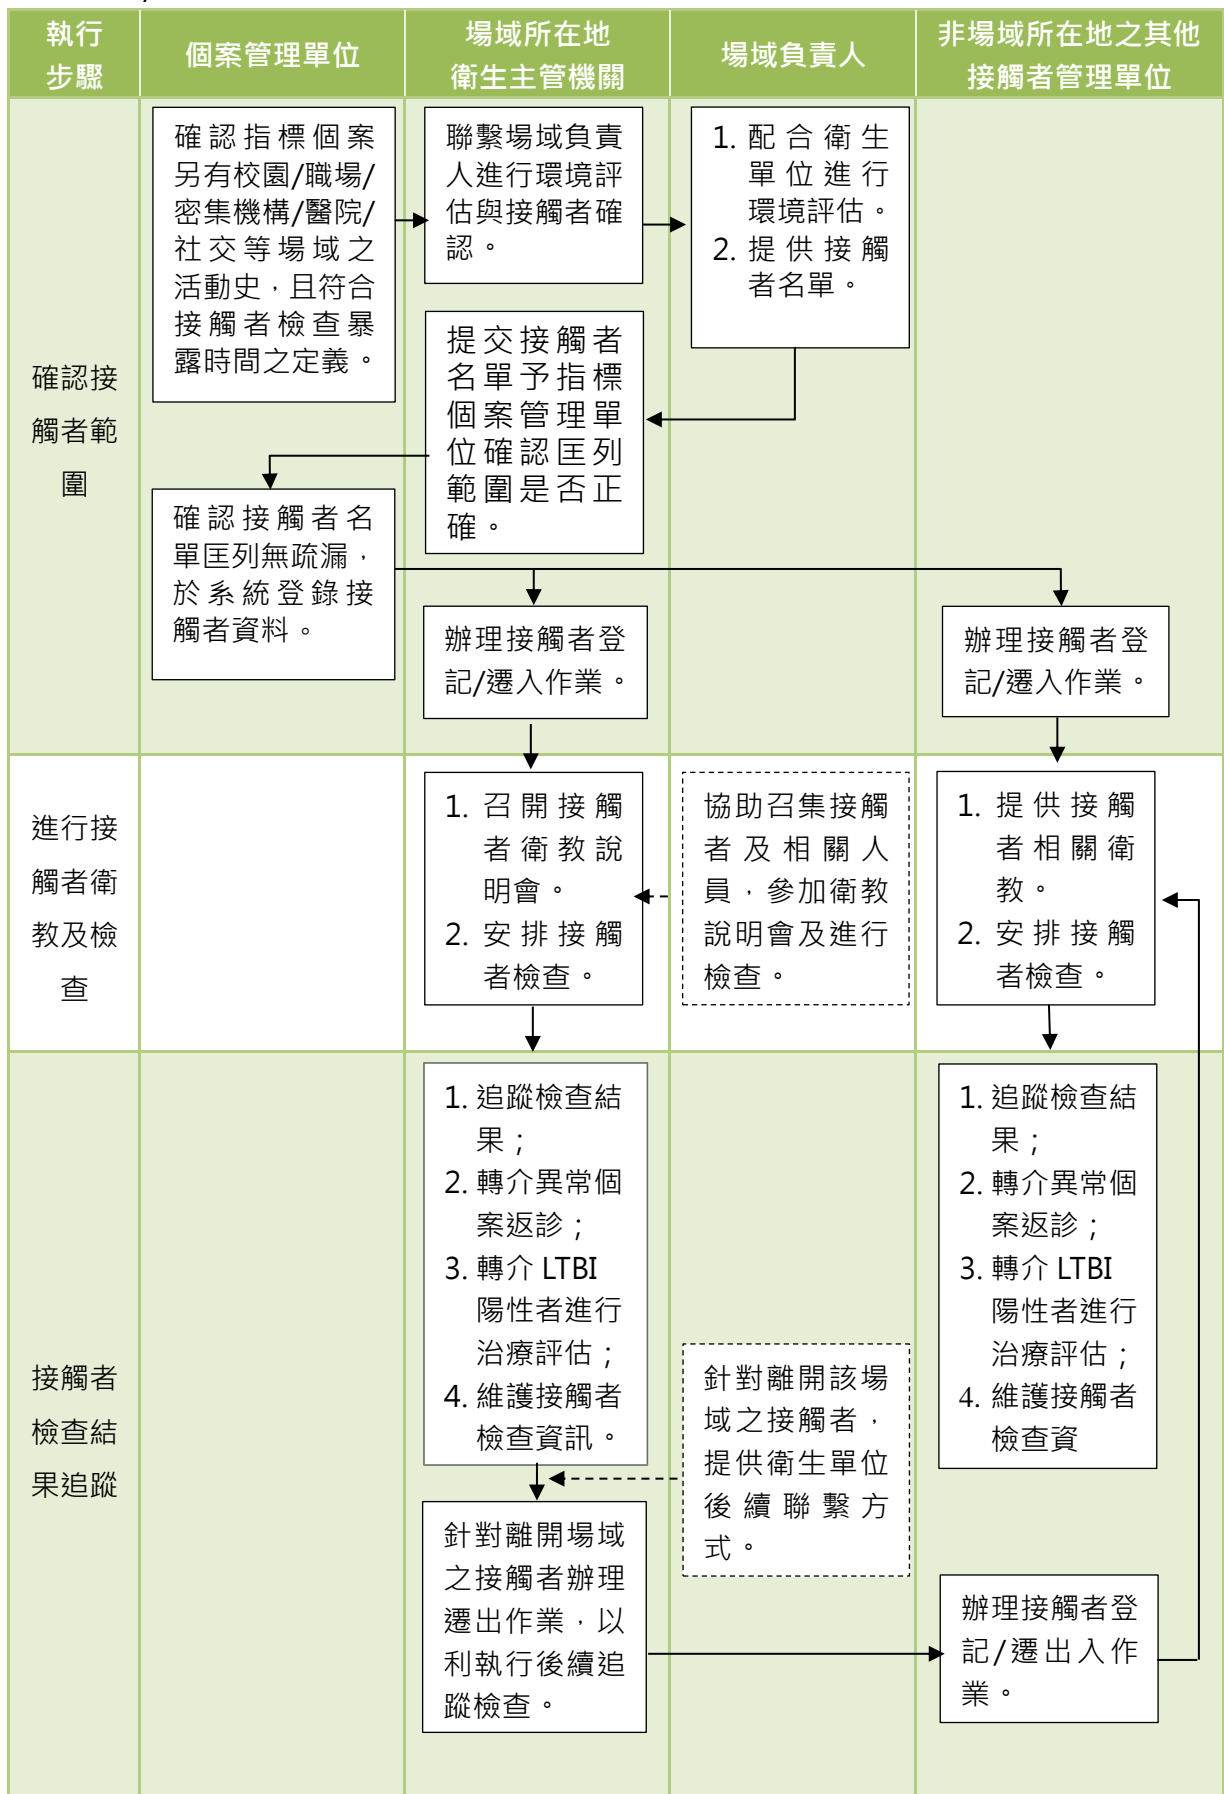 執行
步驟
個案管理單位
場域所在地
衛生主管機關
場域負責人
非場域所在地之其他
接觸者管理單位
確認接
觸者範
圍
確認指標個案
另有校園/職場/
密集機構/醫院/
社交等場域之
活動史，且符合
接觸者檢查暴
露時間之定義。
聯繫場域負責
人進行環境評
估與接觸者確
認。
1. 配合衛生
單位進行
環境評估。
2. 提供接觸
者名單。
提交接觸者
名單予指標
個案管理單
位確認匡列
範圍是否正
確。
確認接觸者名
單匡列無疏漏，
於系統登錄接
觸者資料。
辦理接觸者登
記/遷入作業。
辦理接觸者登
記/遷入作業。
進行接
觸者衛
教及檢
查
1. 召開接觸
者衛教說
明會。
2. 安排接觸
者檢查。
協助召集接觸
者及相關人
員，參加衛教
說明會及進行
檢查。
1. 提供接觸
者相關衛
教。
2. 安排接觸
者檢查。
接觸者
檢查結
果追蹤
1. 追蹤檢查結
果；
2. 轉介異常個
案返診；
3. 轉介 LTBI
陽性者進行
治療評估；
4. 維護接觸者
檢查資訊。
針對離開該場
域之接觸者，
提供衛生單位
後續聯繫方
式。
1. 追蹤檢查結
果；
2. 轉介異常個
案返診；
3. 轉介 LTBI
陽性者進行
治療評估；
4. 維護接觸者
檢查資
針對離開場域
之接觸者辦理
遷出作業，以
利執行後續追
蹤檢查。
辦理接觸者登
記/遷出入作
業。